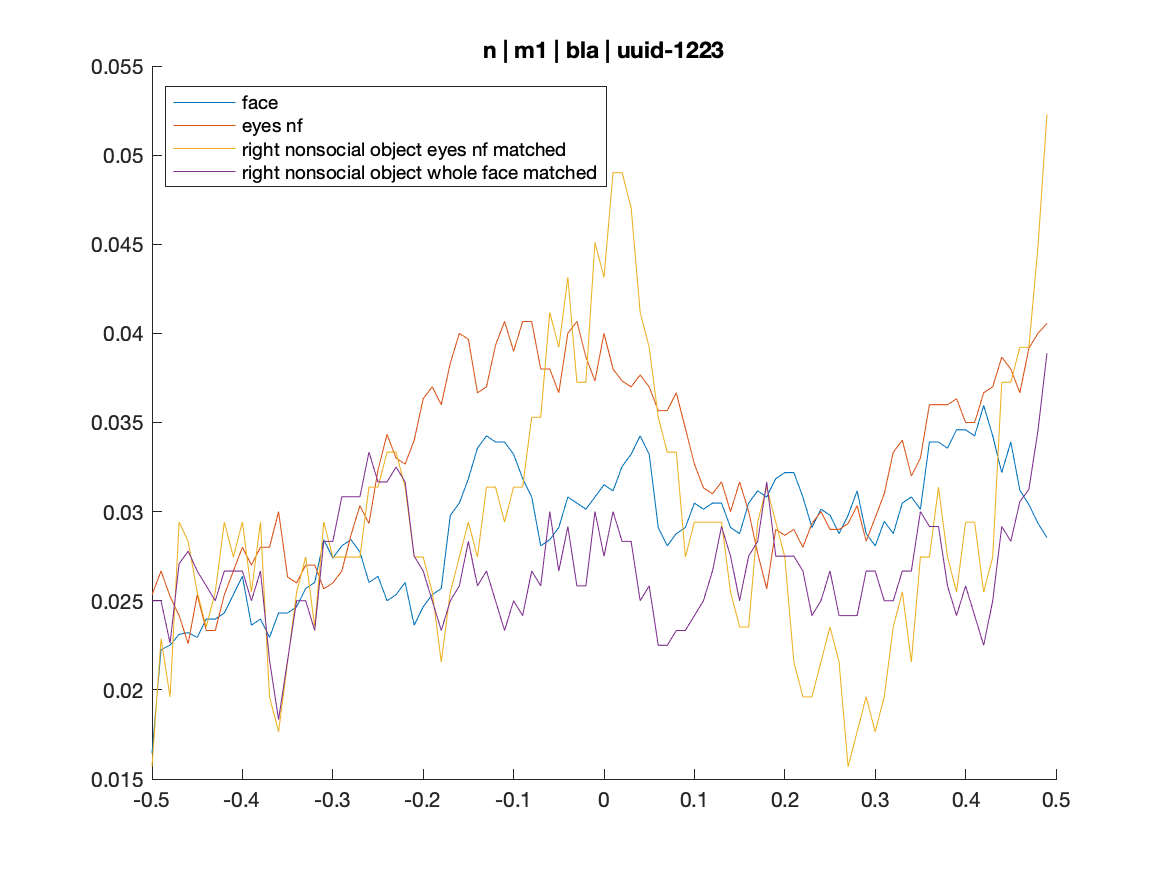 n | m1 | bla | uuid-1223
0.055
face
eyes nf
right nonsocial object eyes nf matched
right nonsocial object whole face matched
0.05
0.045
0.04
0.035
0.03
0.025
0.02
0.015
-0.5 -0.4 -0.3 -0.2 -0.1 0 0.1 0.2 0.3 0.4 0.5